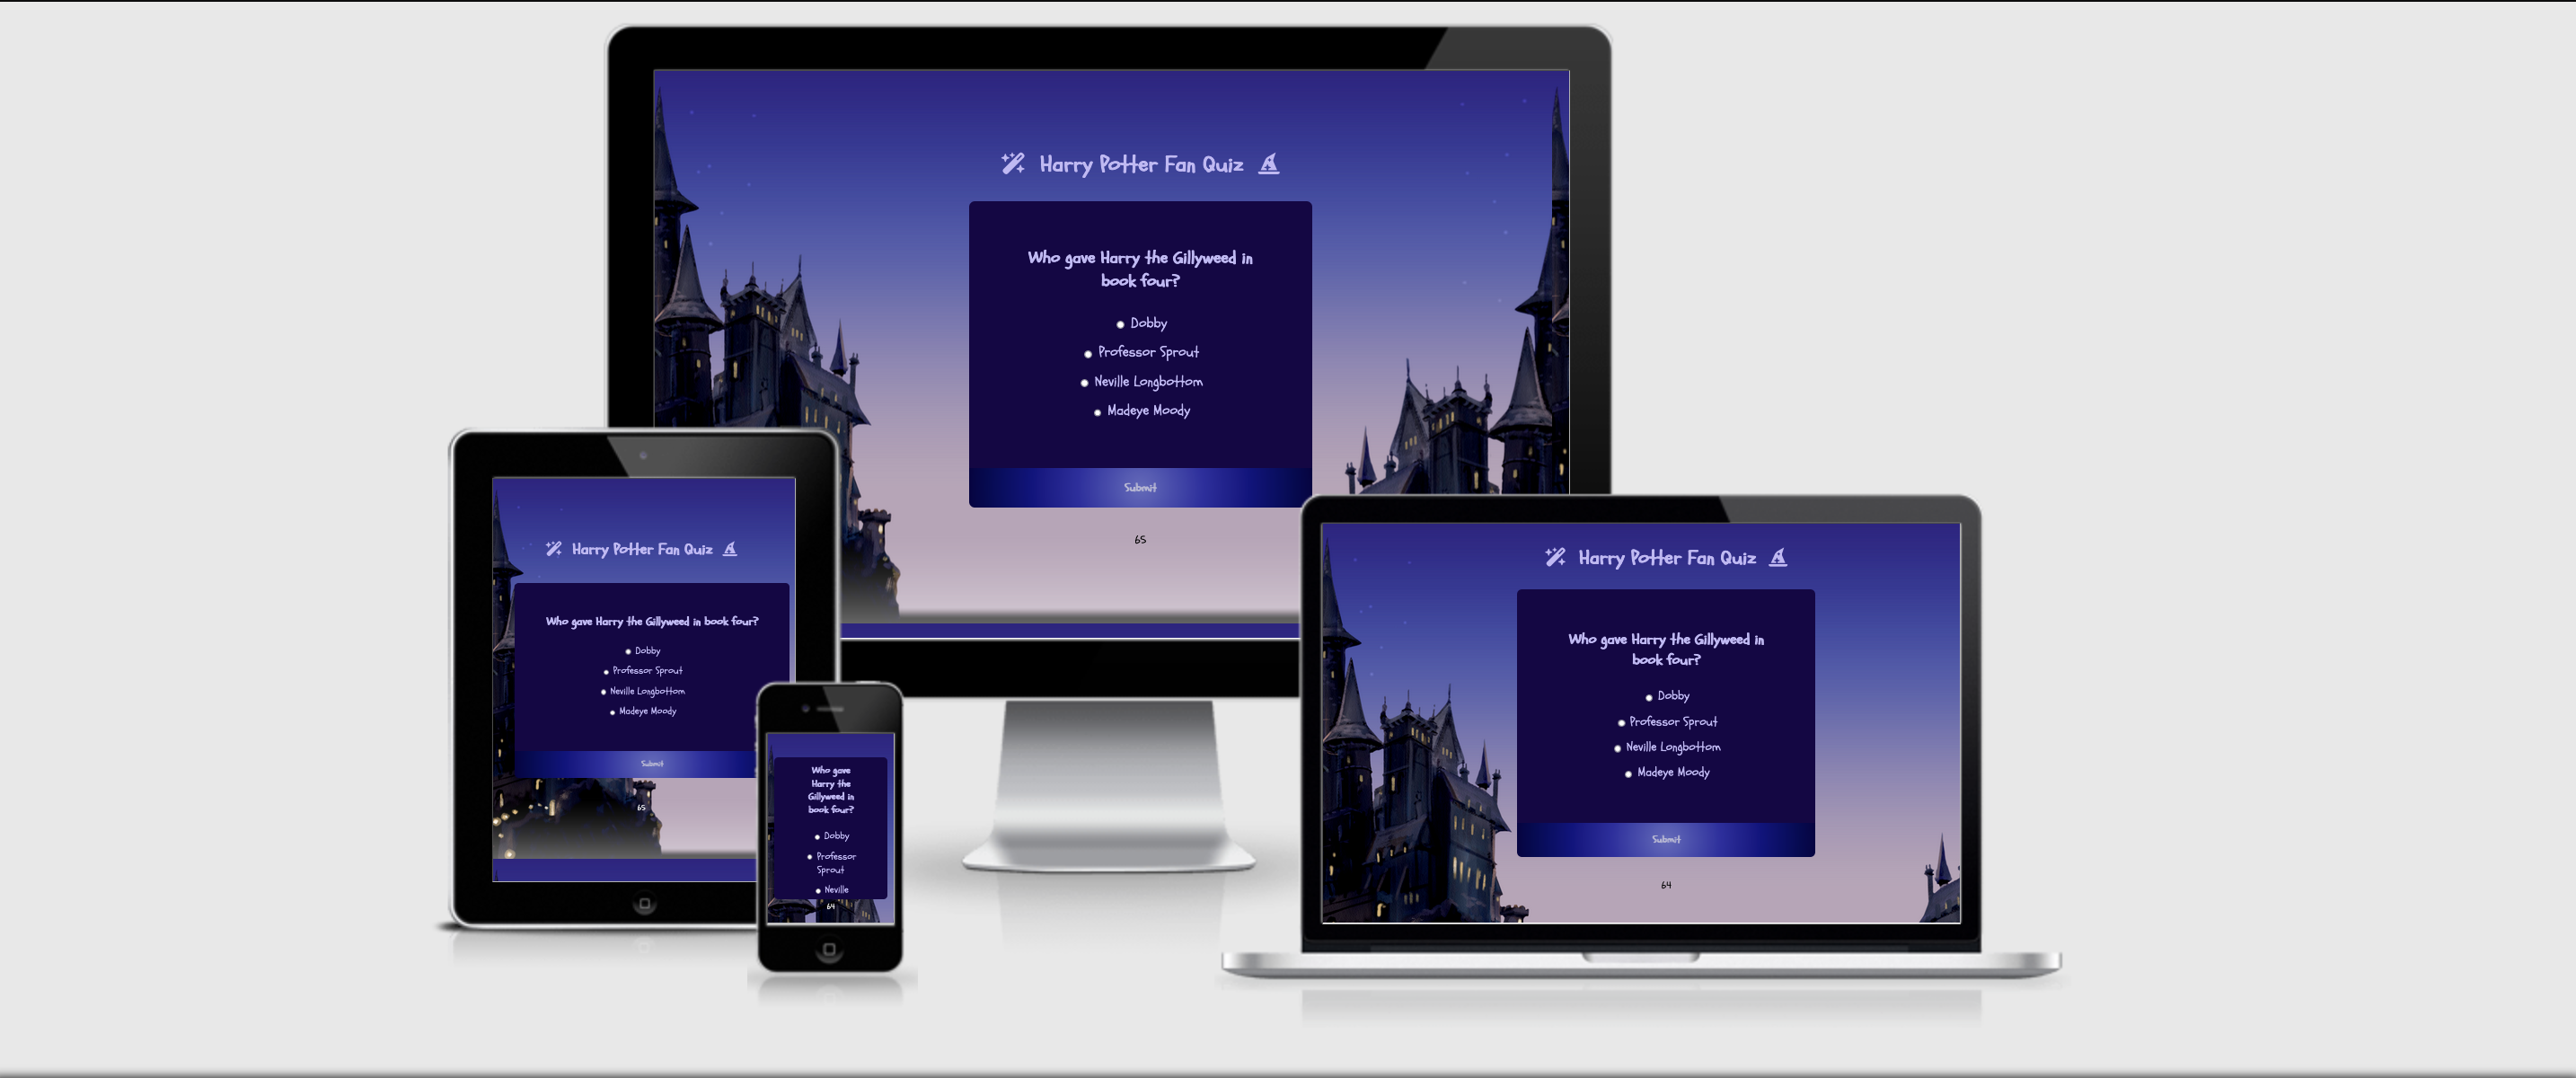 Harry Potter Fan Quiz
Who gave Harry the Gillyweed in
book four?
Dobby
Professor Sprout
Neville Longbottom
Madeye Moody
Submit
65
Harry Potter Fan Quiz
Who gave Harry the Gillyweed in book four?
Dobby
Professor Sprout
Neville Longbottom
Madeye Moody
Submit
65
Who gave
Harry the
Gillyweed in
book four?
Dobby
Professor
Sprout
Neville
64
Harry Potter Fan Quiz
Who gave Harry the Gillyweed in
book four?
Dobby
Professor Sprout
Neville Longbottom
Madeye Moody
Submit
64